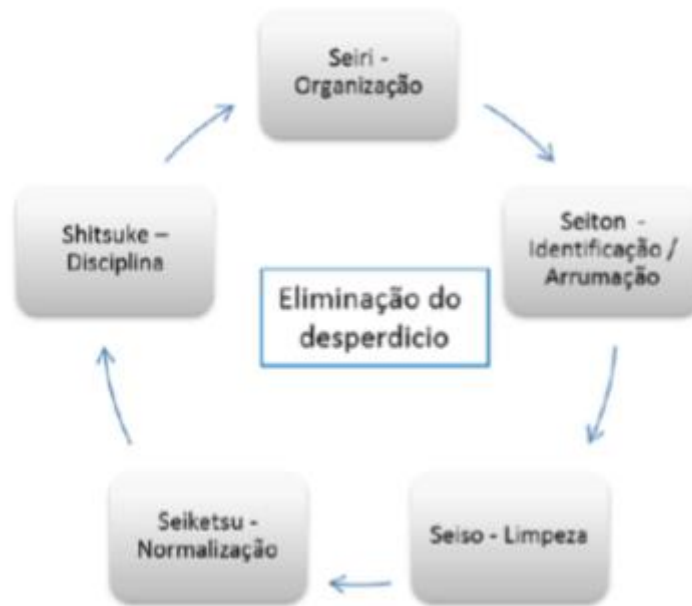 Seiri -
Organização
Seiton -
Identificação /
Arrumação
Seiso - Limpeza
Seiketsu -
Normalização
Shitsuke –
Disciplina
Eliminação do
desperdicio